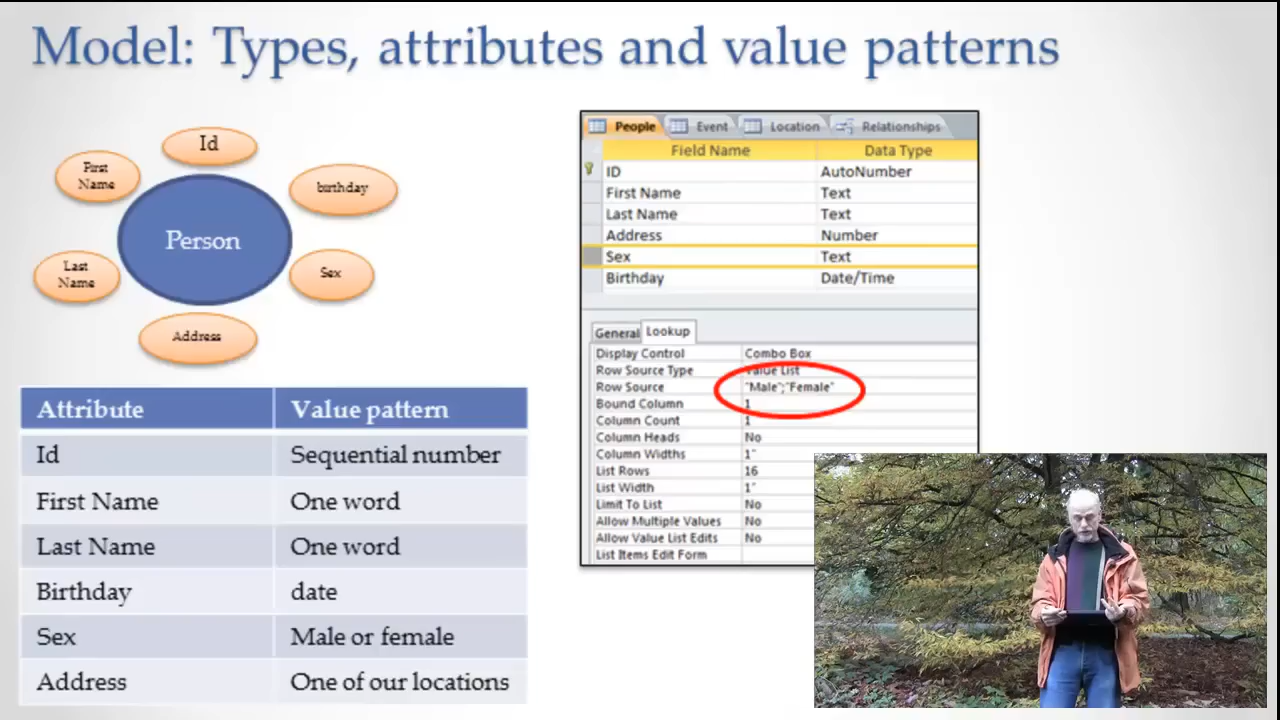 Model: Types, attributes and value patterns
Id
First
Name
birthday
Person
Last
Name
Sex
Address
Attribute Value pattern
Id Sequential number
First Name One word
Last Name One word
Birthday date
Sex Male or female
Address One of our locations
People Event Location Relationships
Field Name Data Type
ID AutoNumber
First Name Text
Last Name Text
Address Number
Sex Text
Birthday Date/Time
General Lookup
Display Control Combo Box
Row Source Type Value List
Row Source "Male";"Female"
Bound Column 1
Column Count 1
Column Heads No
Column Widths 1"
List Rows 16
List Width 1"
Limit To List No
Allow Multiple Values No
Allow Value List Edits No
List Items Edit Form